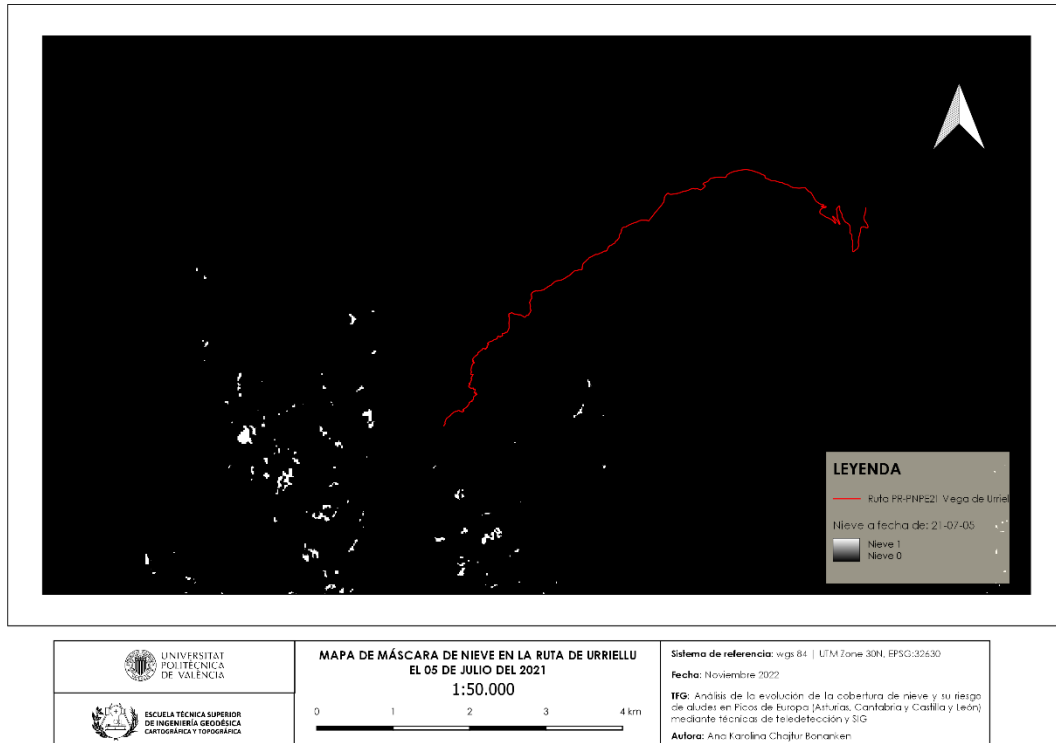 LEYENDA
Ruta PR-PNPE21 Vega de Urriel
Nieve a fecha de: 21-07-05
Nieve 1
Nieve 0
UNIVERSITAT
POLITÈCNICA
DE VALÈNCIA
ESCUELA TÉCNICA SUPERIOR
DE INGENIERÍA GEODÉSICA
CARTOGRÁFICA Y TOPOGRÁFICA
MAPA DE MÁSCARA DE NIEVE EN LA RUTA DE URRIELLU
EL 05 DE JULIO DEL 2021
1:50.000
0 1 2 3 4 km
Sistema de referencia: wgs 84 | UTM Zone 30N, EPSG:32630
Fecha: Noviembre 2022
TFG: Análisis de la evolución de la cobertura de nieve y su riesgo
de aludes en Picos de Europa (Asturias, Cantabria y Castilla y León)
mediante técnicas de teledetección y SIG
Autora: Ana Karolina Chajtur Bonanken